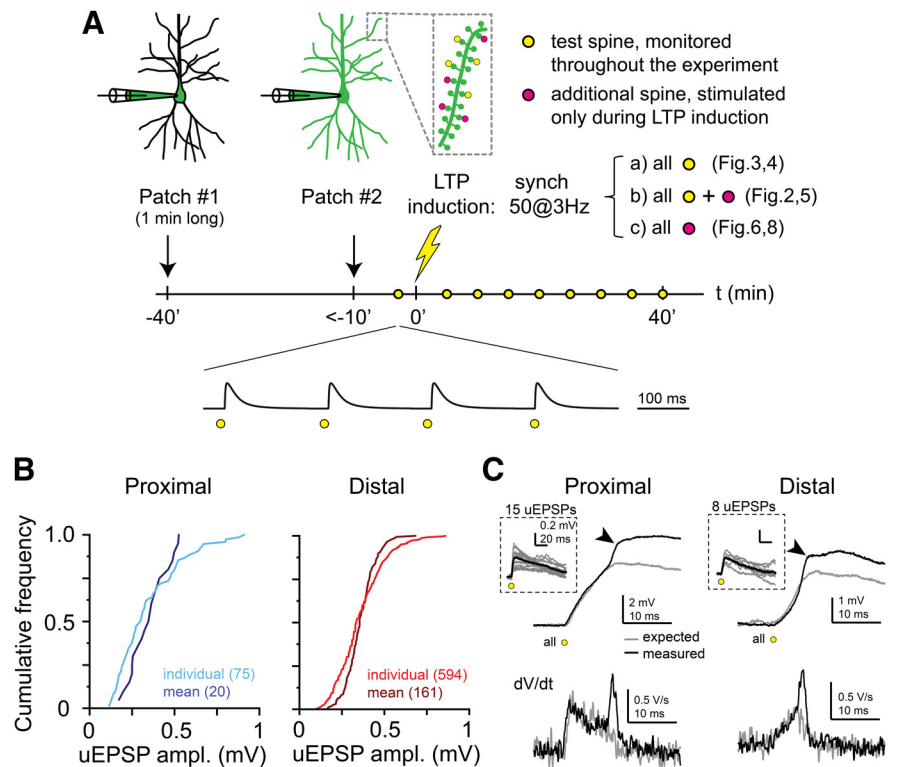 A
test spine, monitored
throughout the experiment
additional spine, stimulated
only during LTP induction
Patch #1
(1 min long)
Patch #2
LTP
induction:
synch
50@3Hz
a) all (Fig.3,4)
b) all + (Fig.2,5)
c) all (Fig.6,8)
-40'
<-10'
0'
40'
t (min)
100 ms
B
Proximal
Distal
Cumulative frequency
1.0
0.5
0
individual (75)
mean (20)
individual (594)
mean (161)
0
0.5
1
0
0.5
1
uEPSP ampl. (mV)
uEPSP ampl. (mV)
C
Proximal
Distal
15 uEPSPs
0.2 mV
20 ms
8 uEPSPs
2 mV
10 ms
1 mV
10 ms
all
expected
measured
all
dV/dt
0.5 V/s
10 ms
0.5 V/s
10 ms